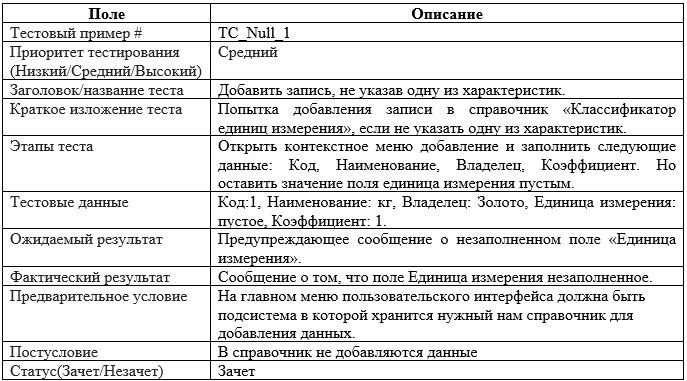 Поле Описание
Тестовый пример # TC_Null_1
Приоритет тестирования Средний
(Низкий/Средний/Высокий)
Заголовок/название теста Добавить запись, не указав одну из характеристик.
Краткое изложение теста Попытка добавления записи в справочник «Классификатор
единиц измерения», если не указать одну из характеристик.
Этапы теста Открыть контекстное меню добавление и заполнить следующие
данные: Код, Наименование, Владелец, Коэффициент. Но
оставить значение поля единица измерения пустым.
Тестовые данные Код:1, Наименование: кг, Владелец: Золото, Единица измерения:
пустое, Коэффициент: 1.
Ожидаемый результат Предупреждающее сообщение о незаполненном поле «Единица
измерения».
Фактический результат Сообщение о том, что поле Единица измерения незаполненное.
Предварительное условие На главном меню пользовательского интерфейса должна быть
подсистема в которой хранится нужный нам справочник для
добавления данных.
Постусловие В справочник не добавляются данные
Статус(Зачет/Незачет) Зачет